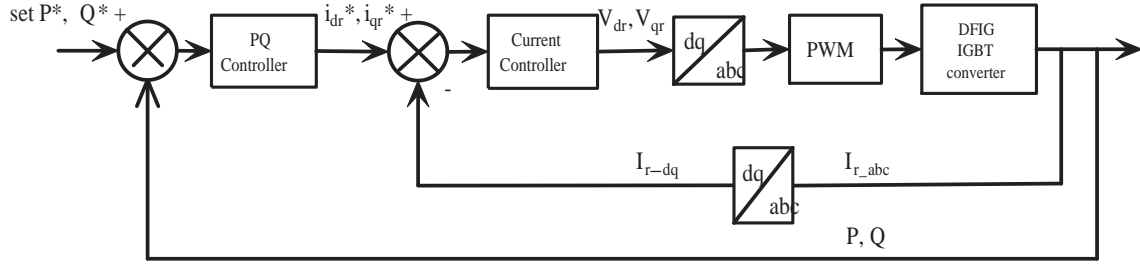 set P*, Q* +
PQ
Controller
i_dr*, i_qr* +
-
Current
Controller
V_dr, V_qr
dq
abc
PWM
DFIG
IGBT
converter
I_r–dq
dq
abc
I_r_abc
P, Q